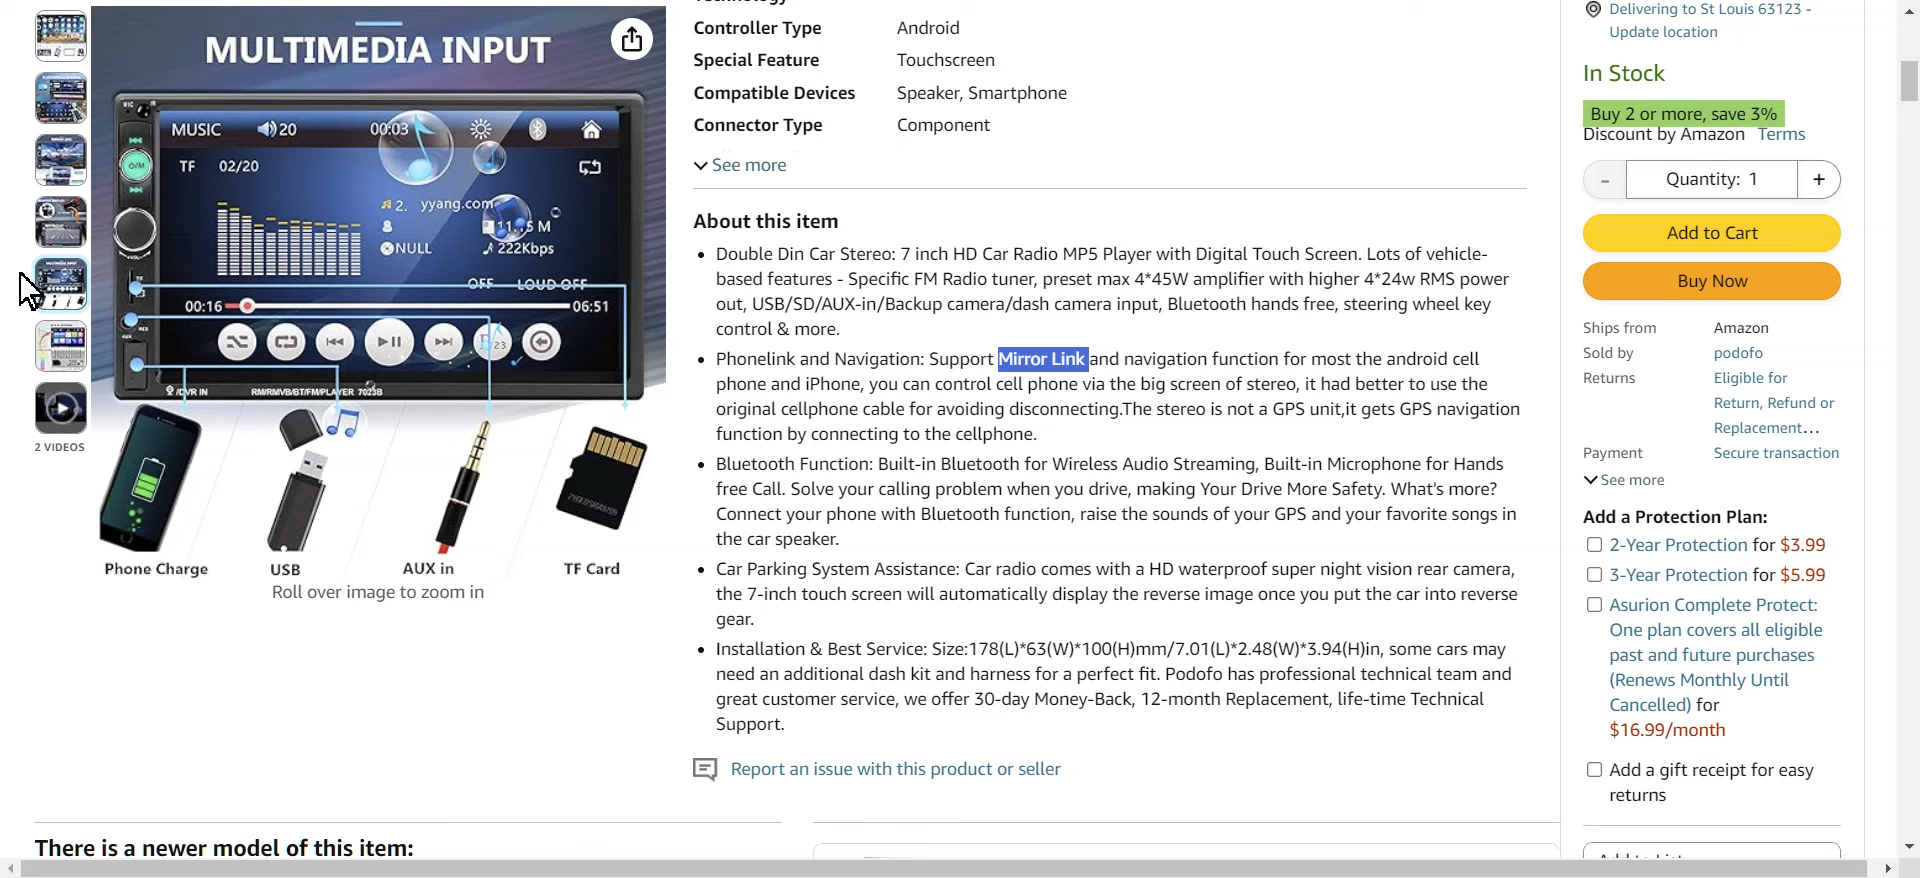 MULTIMEDIA INPUT
MIC
MUSIC 20 00:03
TF 02/20
2. yyang.com
11...5 M
NULL 222Kbps
OFF LOUD OFF
00:16 06:51
/DVR IN RM/RMVB/BT/FM/PLAYER 7023B
Phone Charge USB AUX in TF Card
Roll over image to zoom in
2 VIDEOS
Controller Type Android
Special Feature Touchscreen
Compatible Devices Speaker, Smartphone
Connector Type Component
See more
About this item
• Double Din Car Stereo: 7 inch HD Car Radio MP5 Player with Digital Touch Screen. Lots of vehicle-
based features - Specific FM Radio tuner, preset max 4*45W amplifier with higher 4*24w RMS power
out, USB/SD/AUX-in/Backup camera/dash camera input, Bluetooth hands free, steering wheel key
control & more.
• Phonelink and Navigation: Support Mirror Link and navigation function for most the android cell
phone and iPhone, you can control cell phone via the big screen of stereo, it had better to use the
original cellphone cable for avoiding disconnecting.The stereo is not a GPS unit,it gets GPS navigation
function by connecting to the cellphone.
• Bluetooth Function: Built-in Bluetooth for Wireless Audio Streaming, Built-in Microphone for Hands
free Call. Solve your calling problem when you drive, making Your Drive More Safety. What's more?
Connect your phone with Bluetooth function, raise the sounds of your GPS and your favorite songs in
the car speaker.
• Car Parking System Assistance: Car radio comes with a HD waterproof super night vision rear camera,
the 7-inch touch screen will automatically display the reverse image once you put the car into reverse
gear.
• Installation & Best Service: Size:178(L)*63(W)*100(H)mm/7.01(L)*2.48(W)*3.94(H)in, some cars may
need an additional dash kit and harness for a perfect fit. Podofo has professional technical team and
great customer service, we offer 30-day Money-Back, 12-month Replacement, life-time Technical
Support.
Report an issue with this product or seller
There is a newer model of this item:
Delivering to St Louis 63123 -
Update location
In Stock
Buy 2 or more, save 3%
Discount by Amazon Terms
- Quantity: 1 +
Add to Cart
Buy Now
Ships from Amazon
Sold by podofo
Returns Eligible for
Return, Refund or
Replacement…
Payment Secure transaction
See more
Add a Protection Plan:
2-Year Protection for $3.99
3-Year Protection for $5.99
Asurion Complete Protect:
One plan covers all eligible
past and future purchases
(Renews Monthly Until
Cancelled) for
$16.99/month
Add a gift receipt for easy
returns
Add to List